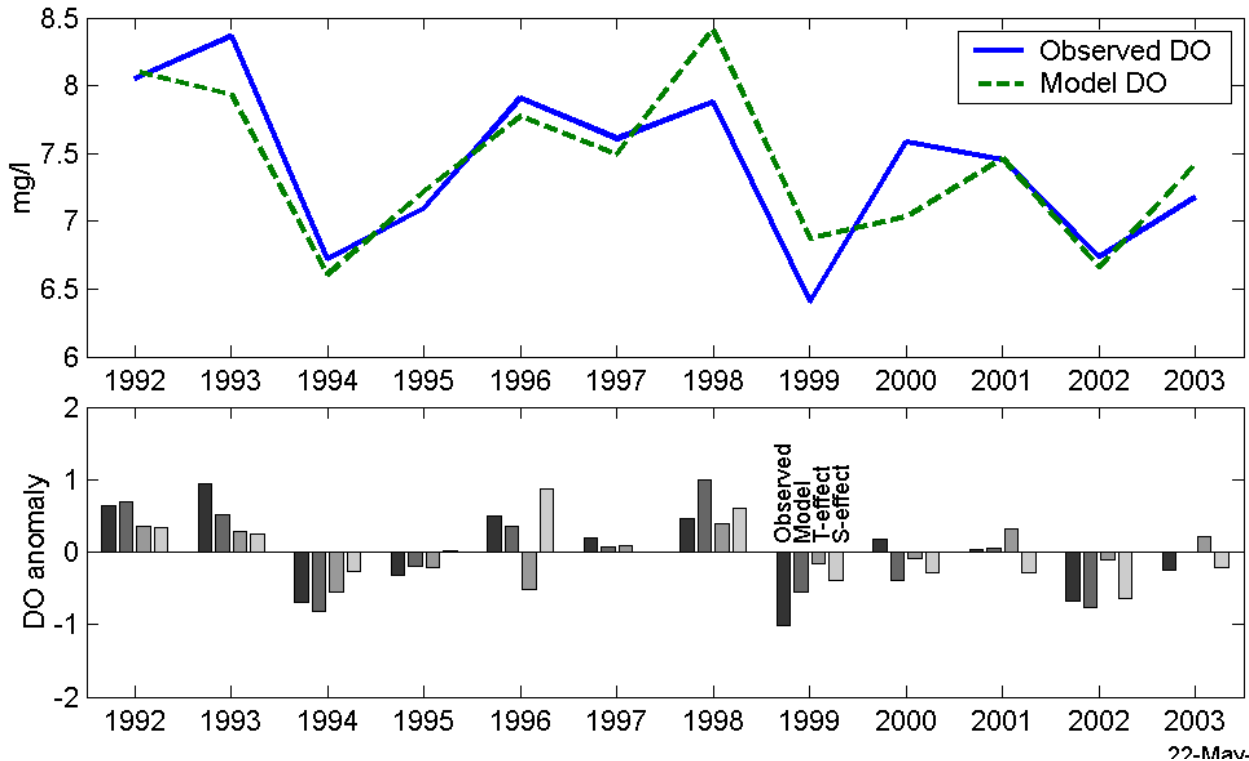 8.5
8
7.5
7
6.5
6
mg/l
Observed DO
Model DO
1992 1993 1994 1995 1996 1997 1998 1999 2000 2001 2002 2003
2
1
0
-1
-2
DO anomaly
Observed
Model
T-effect
S-effect
1992 1993 1994 1995 1996 1997 1998 1999 2000 2001 2002 2003
22-May-